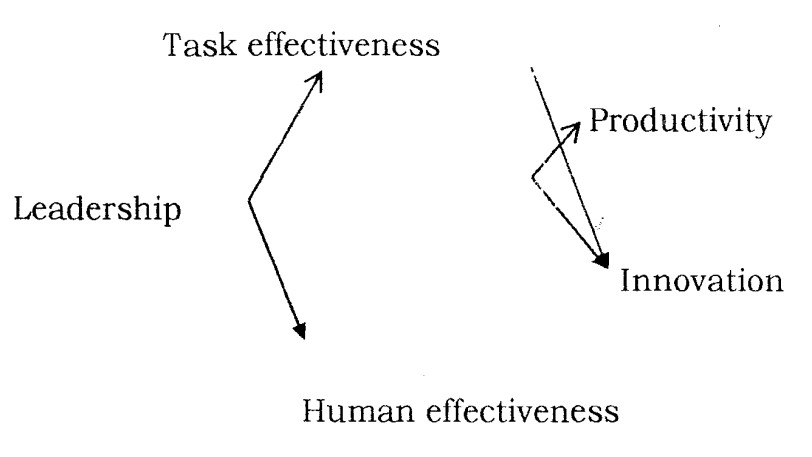 Task effectiveness
Productivity
Leadership
Innovation
Human effectiveness